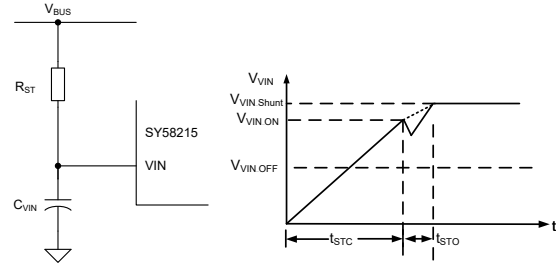 VBUS
RST
SY58215
VIN
CVIN
VVIN
VVIN Shunt
VVIN ON
VVIN OFF
tSTC
tSTO
t